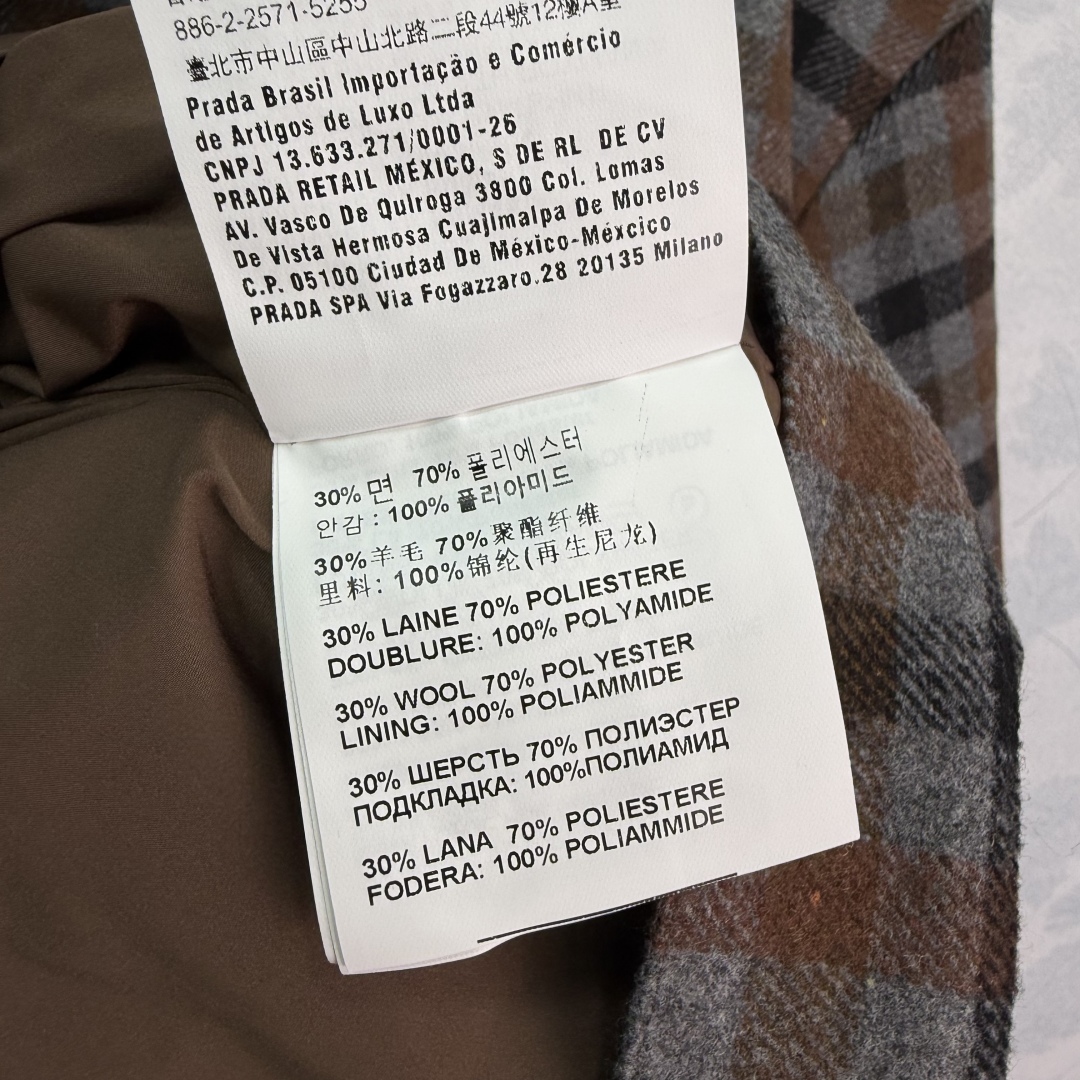 886-2-2571-5255
臺北市中山區中山北路二段44號12樓A室
Prada Brasil Importação e Comércio
de Artigos de Luxo Ltda
CNPJ 13.633.271/0001-26
PRADA RETAIL MÉXICO, S DE RL DE CV
AV. Vasco De Quiroga 3800 Col. Lomas
De Vista Hermosa Cuajimalpa De Morelos
C.P. 05100 Ciudad De México-Méxcico
PRADA SPA Via Fogazzaro.28 20135 Milano
30% 면 70% 폴리에스터
안감 : 100% 폴리아미드
30%羊毛 70%聚酯纤维
里料: 100%锦纶(再生尼龙)
30% LAINE 70% POLIESTERE
DOUBLURE: 100% POLYAMIDE
30% WOOL 70% POLYESTER
LINING: 100% POLIAMMIDE
30% ШЕРСТЬ 70% ПОЛИЭСТЕР
ПОДКЛАДКА: 100%ПОЛИАМИД
30% LANA 70% POLIESTERE
FODERA: 100% POLIAMMIDE